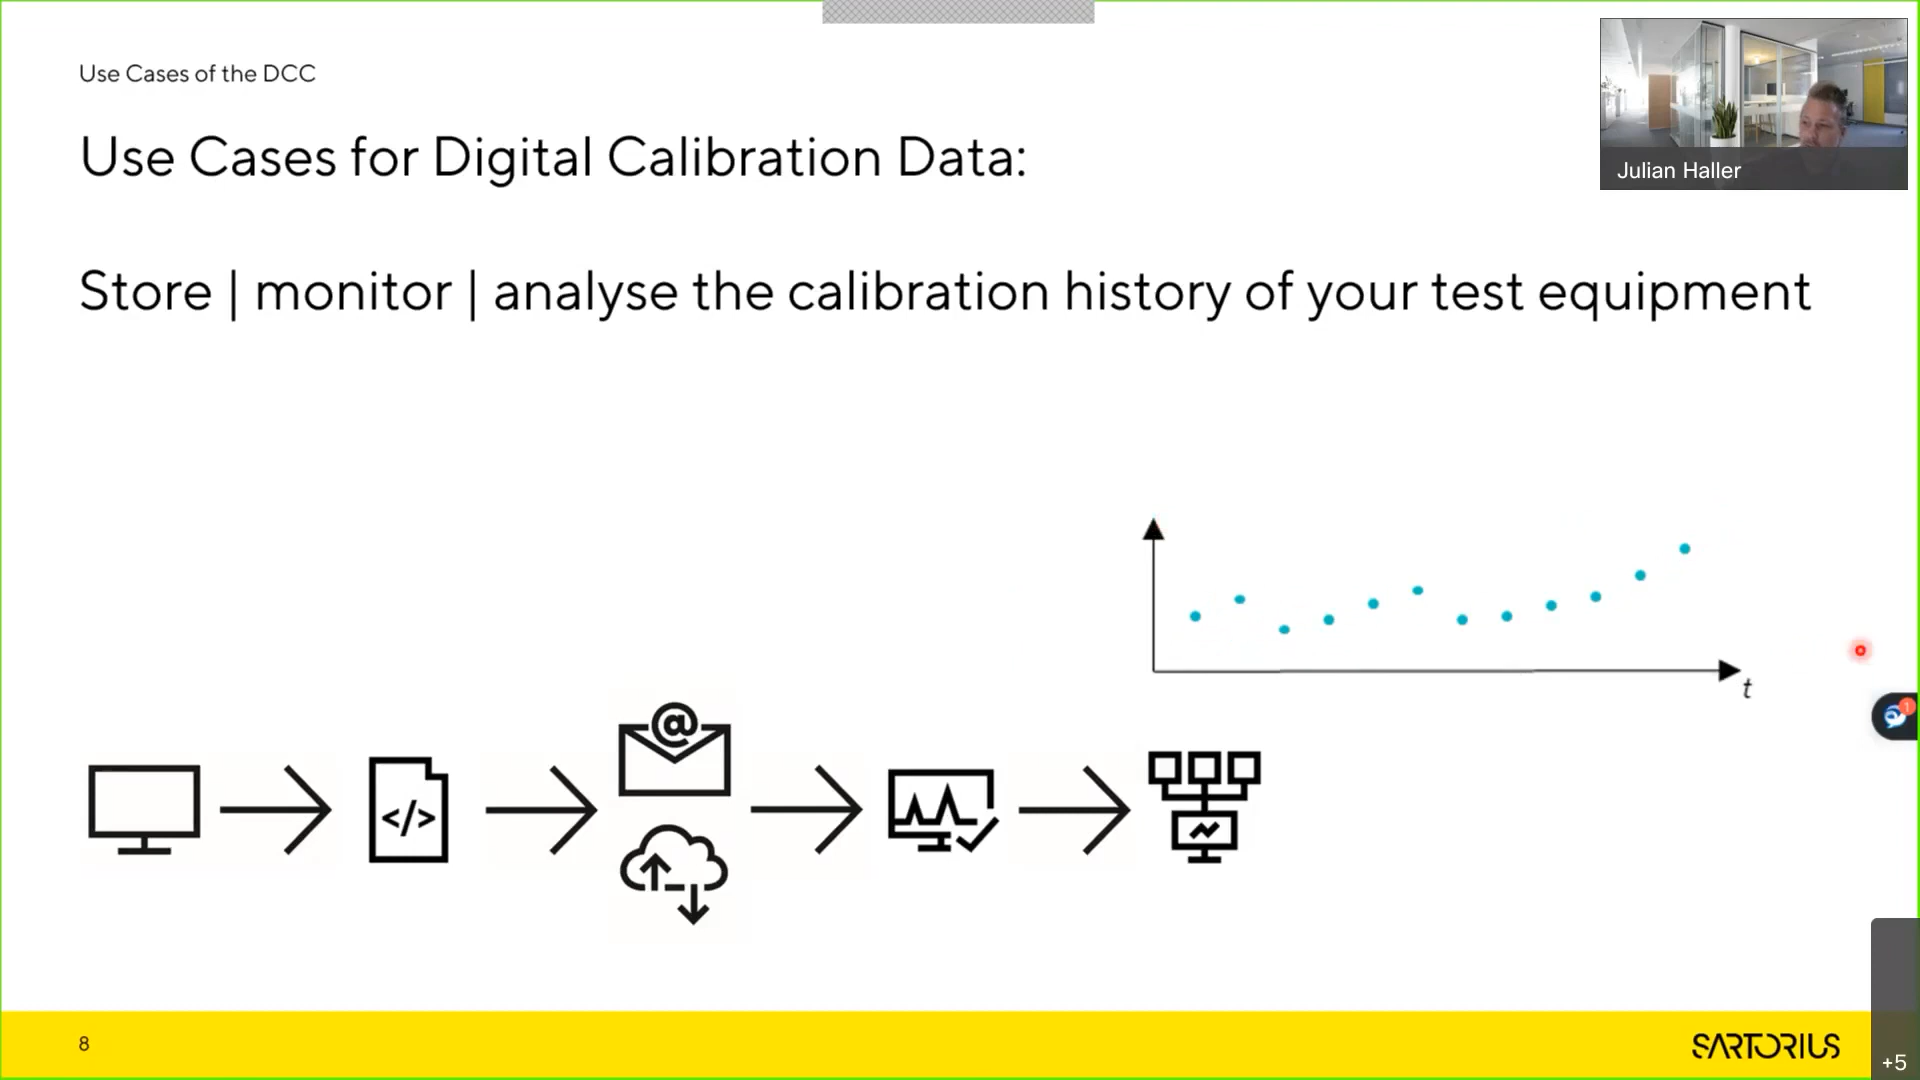 Use Cases of the DCC
Julian Haller
Use Cases for Digital Calibration Data:
Store | monitor | analyse the calibration history of your test equipment
t
1
@
</>
8
SARTORIUS
+5